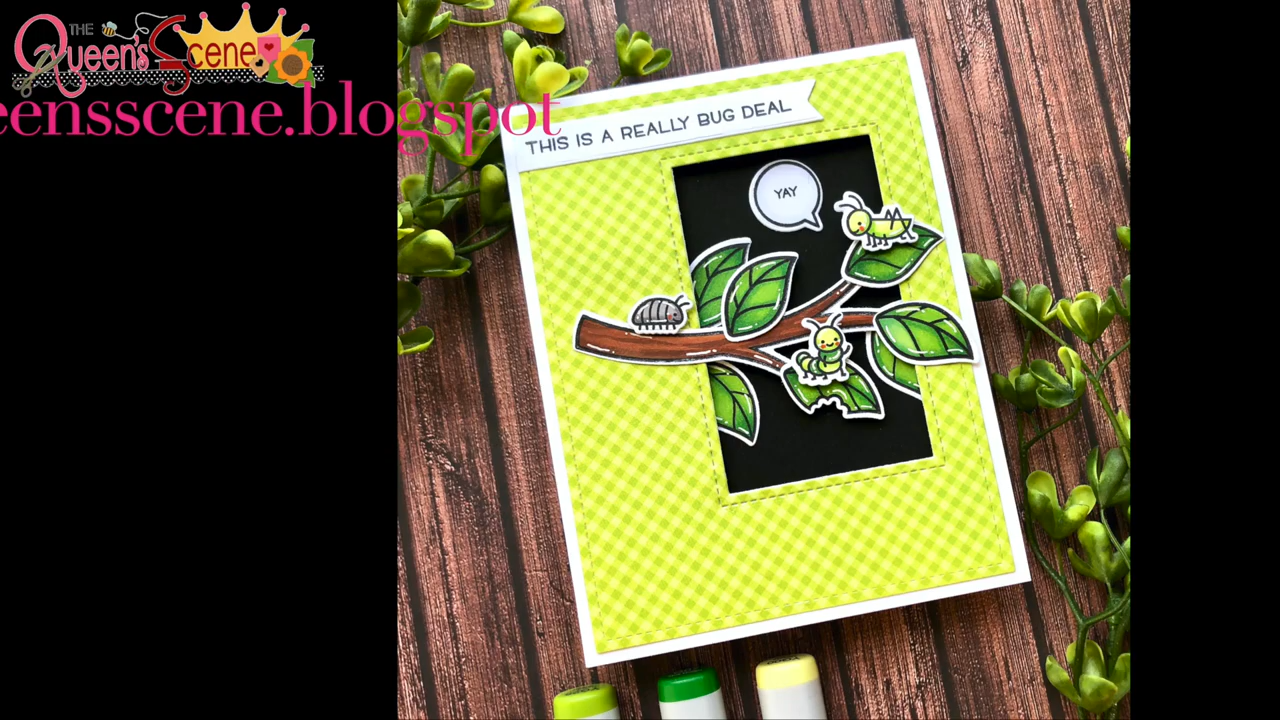 THE
Queen's Scene
eensscene.blogspot
THIS IS A REALLY BUG DEAL
YAY